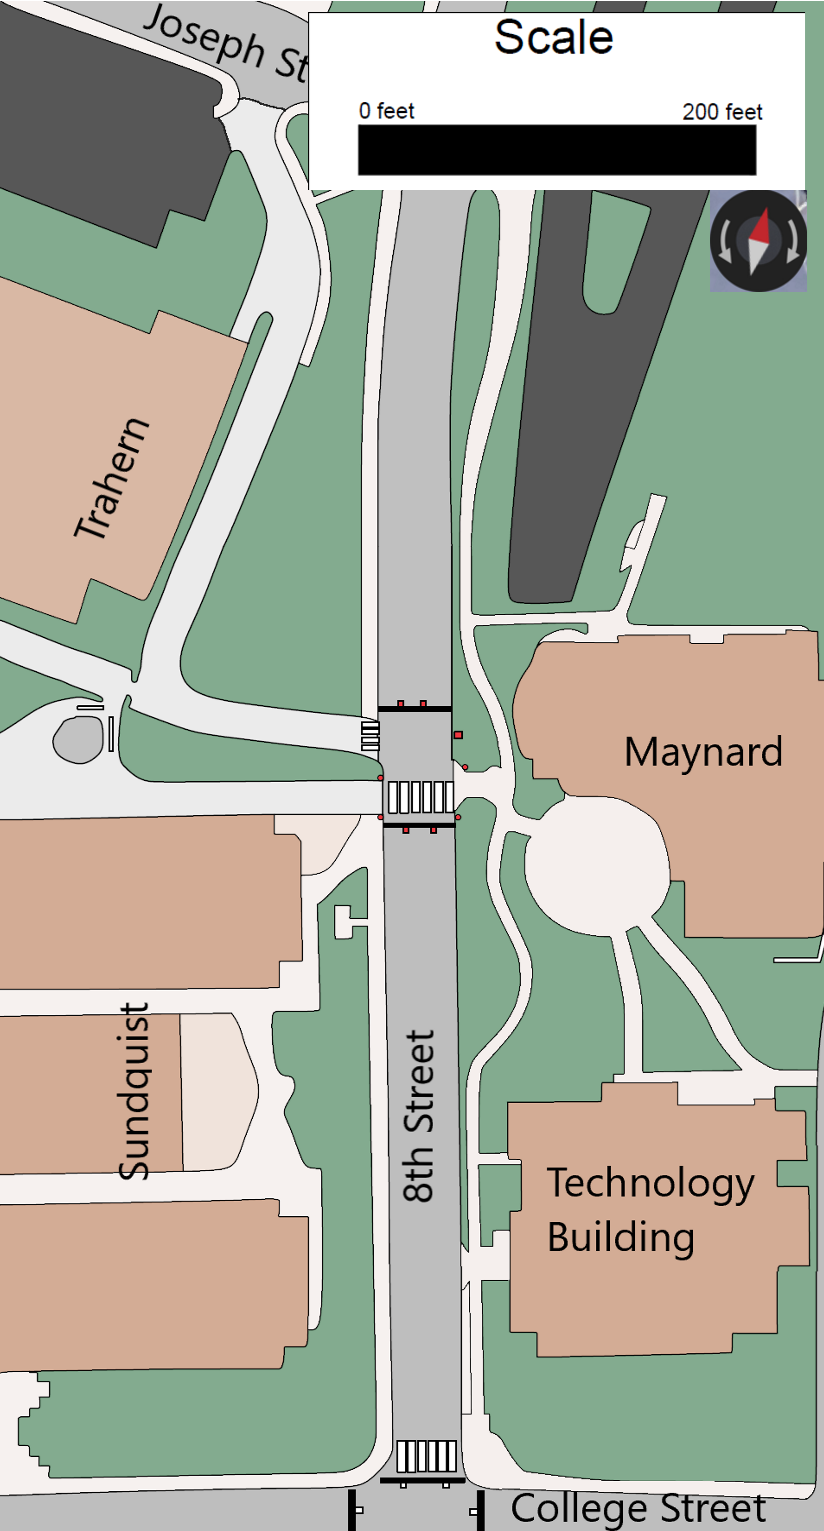 Joseph St
Scale
0 feet 200 feet
Trahern
Maynard
Sundquist
8th Street
Technology
Building
College Street